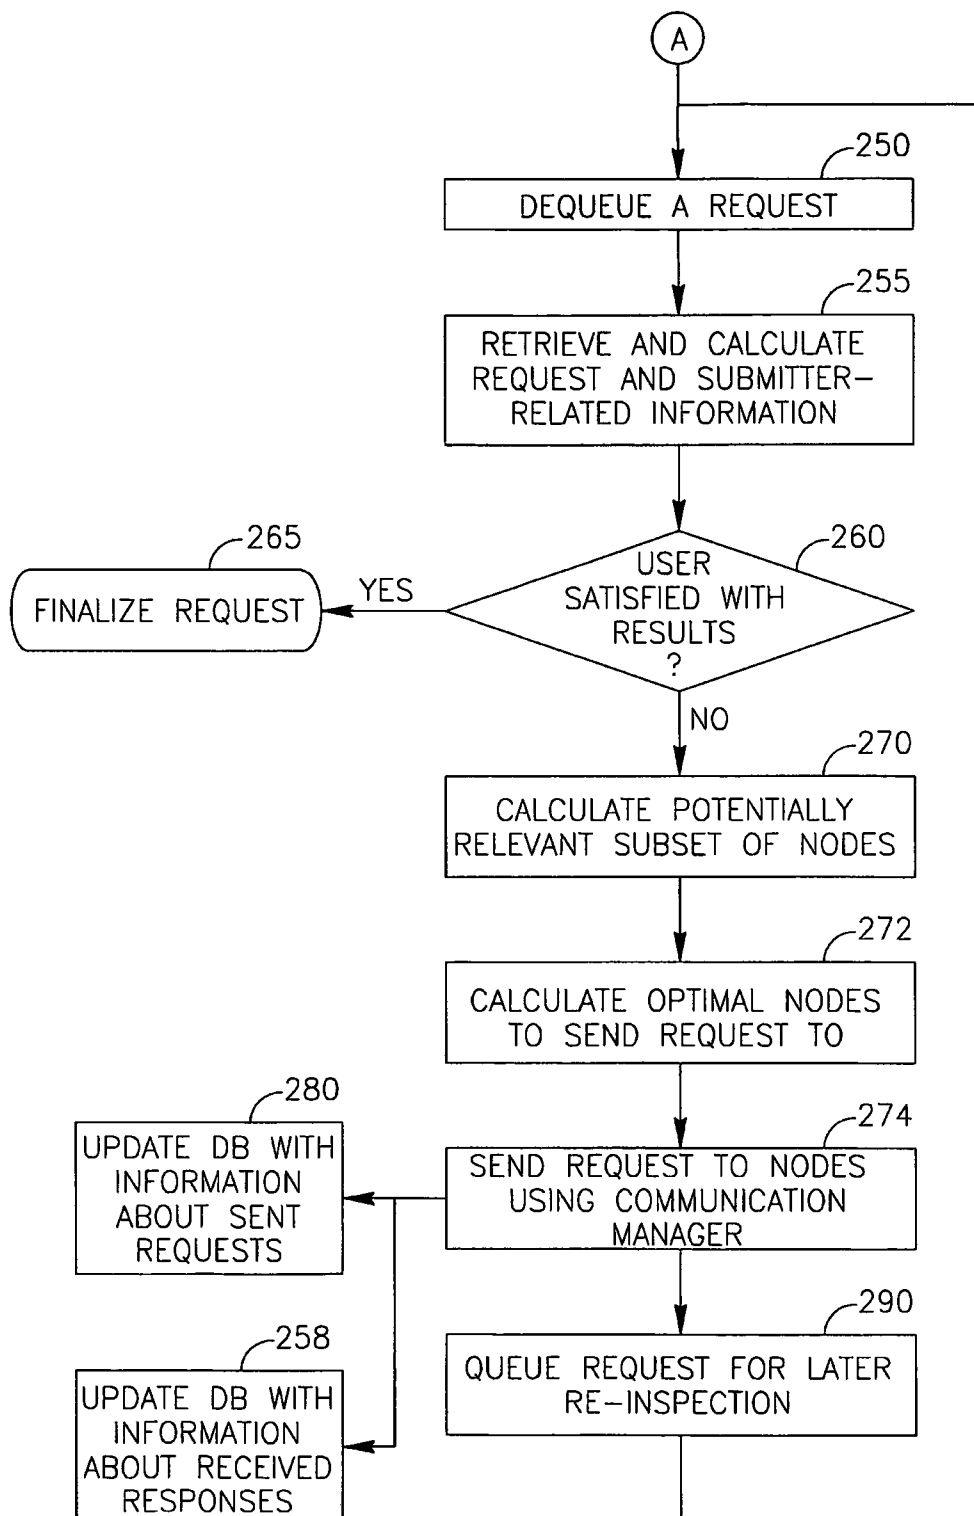 A
250
DEQUEUE A REQUEST
255
RETRIEVE AND CALCULATE
REQUEST AND SUBMITTER-
RELATED INFORMATION
260
USER
SATISFIED WITH
RESULTS
?
YES
265
FINALIZE REQUEST
NO
270
CALCULATE POTENTIALLY
RELEVANT SUBSET OF NODES
272
CALCULATE OPTIMAL NODES
TO SEND REQUEST TO
274
SEND REQUEST TO NODES
USING COMMUNICATION
MANAGER
280
UPDATE DB WITH
INFORMATION
ABOUT SENT
REQUESTS
258
UPDATE DB WITH
INFORMATION
ABOUT RECEIVED
RESPONSES
290
QUEUE REQUEST FOR LATER
RE-INSPECTION